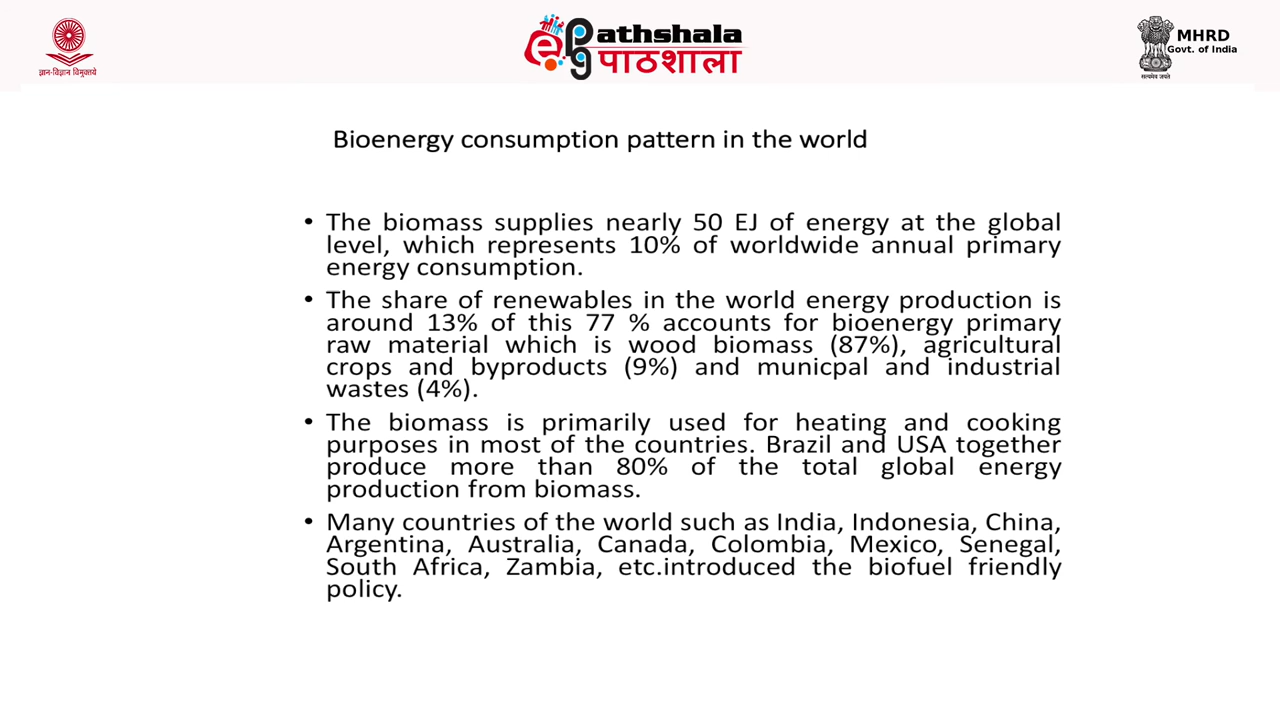 ज्ञान-विज्ञान विमुक्तये
e Pg athshala
पाठशाला
MHRD
Govt. of India
सत्यमेव जयते
Bioenergy consumption pattern in the world
• The biomass supplies nearly 50 EJ of energy at the global
level, which represents 10% of worldwide annual primary
energy consumption.
• The share of renewables in the world energy production is
around 13% of this 77 % accounts for bioenergy primary
raw material which is wood biomass (87%), agricultural
crops and byproducts (9%) and municpal and industrial
wastes (4%).
• The biomass is primarily used for heating and cooking
purposes in most of the countries. Brazil and USA together
produce more than 80% of the total global energy
production from biomass.
• Many countries of the world such as India, Indonesia, China,
Argentina, Australia, Canada, Colombia, Mexico, Senegal,
South Africa, Zambia, etc.introduced the biofuel friendly
policy.